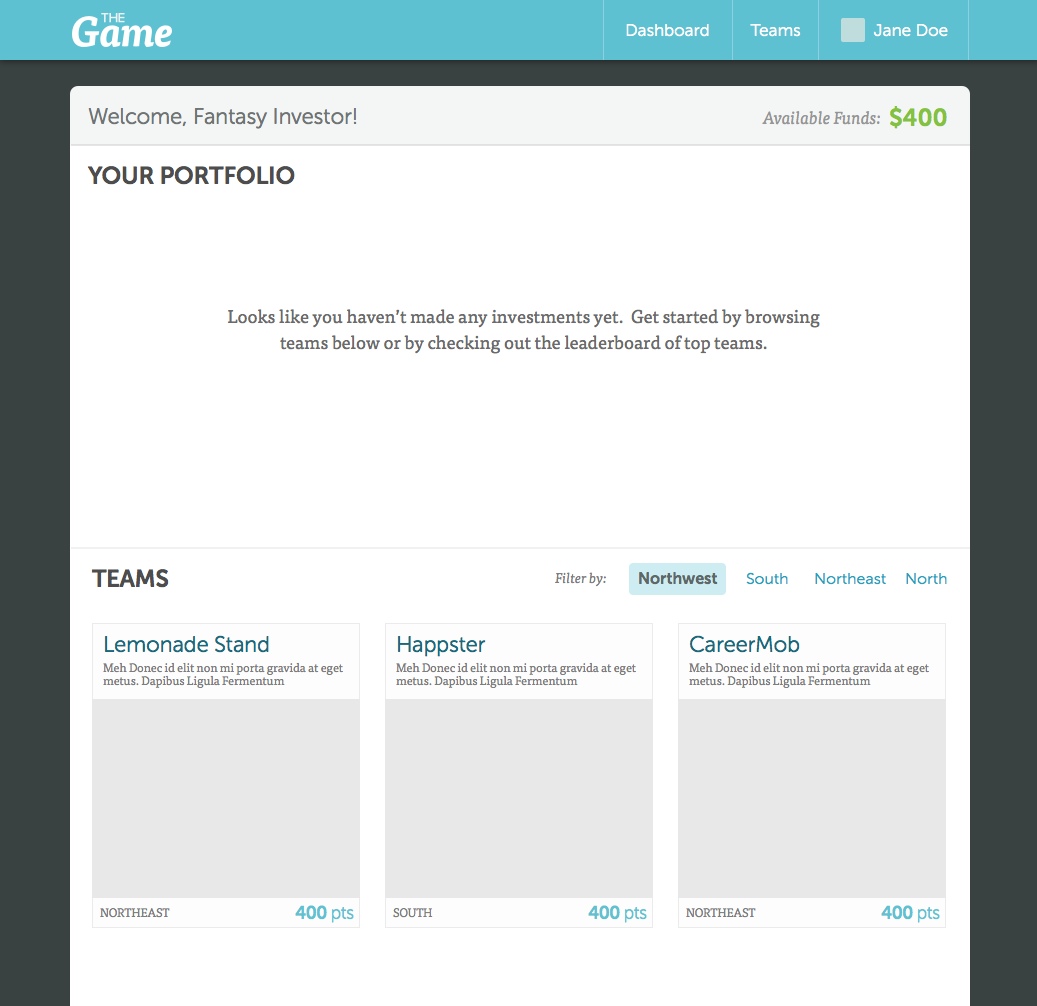 THE
Game
Dashboard
Teams
Jane Doe
Welcome, Fantasy Investor!
Available Funds: $400
YOUR PORTFOLIO
Looks like you haven’t made any investments yet.  Get started by browsing
teams below or by checking out the leaderboard of top teams.
TEAMS
Filter by:
Northwest
South
Northeast
North
Lemonade Stand
Meh Donec id elit non mi porta gravida at eget
metus. Dapibus Ligula Fermentum
NORTHEAST
400 pts
Happster
Meh Donec id elit non mi porta gravida at eget
metus. Dapibus Ligula Fermentum
SOUTH
400 pts
CareerMob
Meh Donec id elit non mi porta gravida at eget
metus. Dapibus Ligula Fermentum
NORTHEAST
400 pts